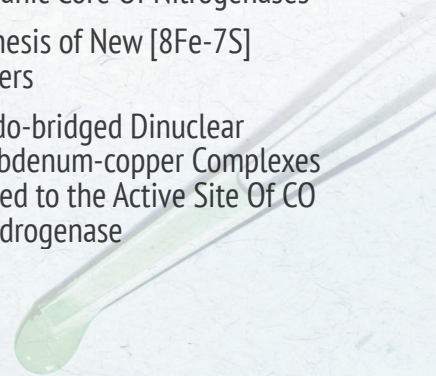 anic Core Of Nitrogenases
nesis of New [8Fe-7S]
ers
do-bridged Dinuclear
bdenum-copper Complexes
ed to the Active Site Of CO
drogenase